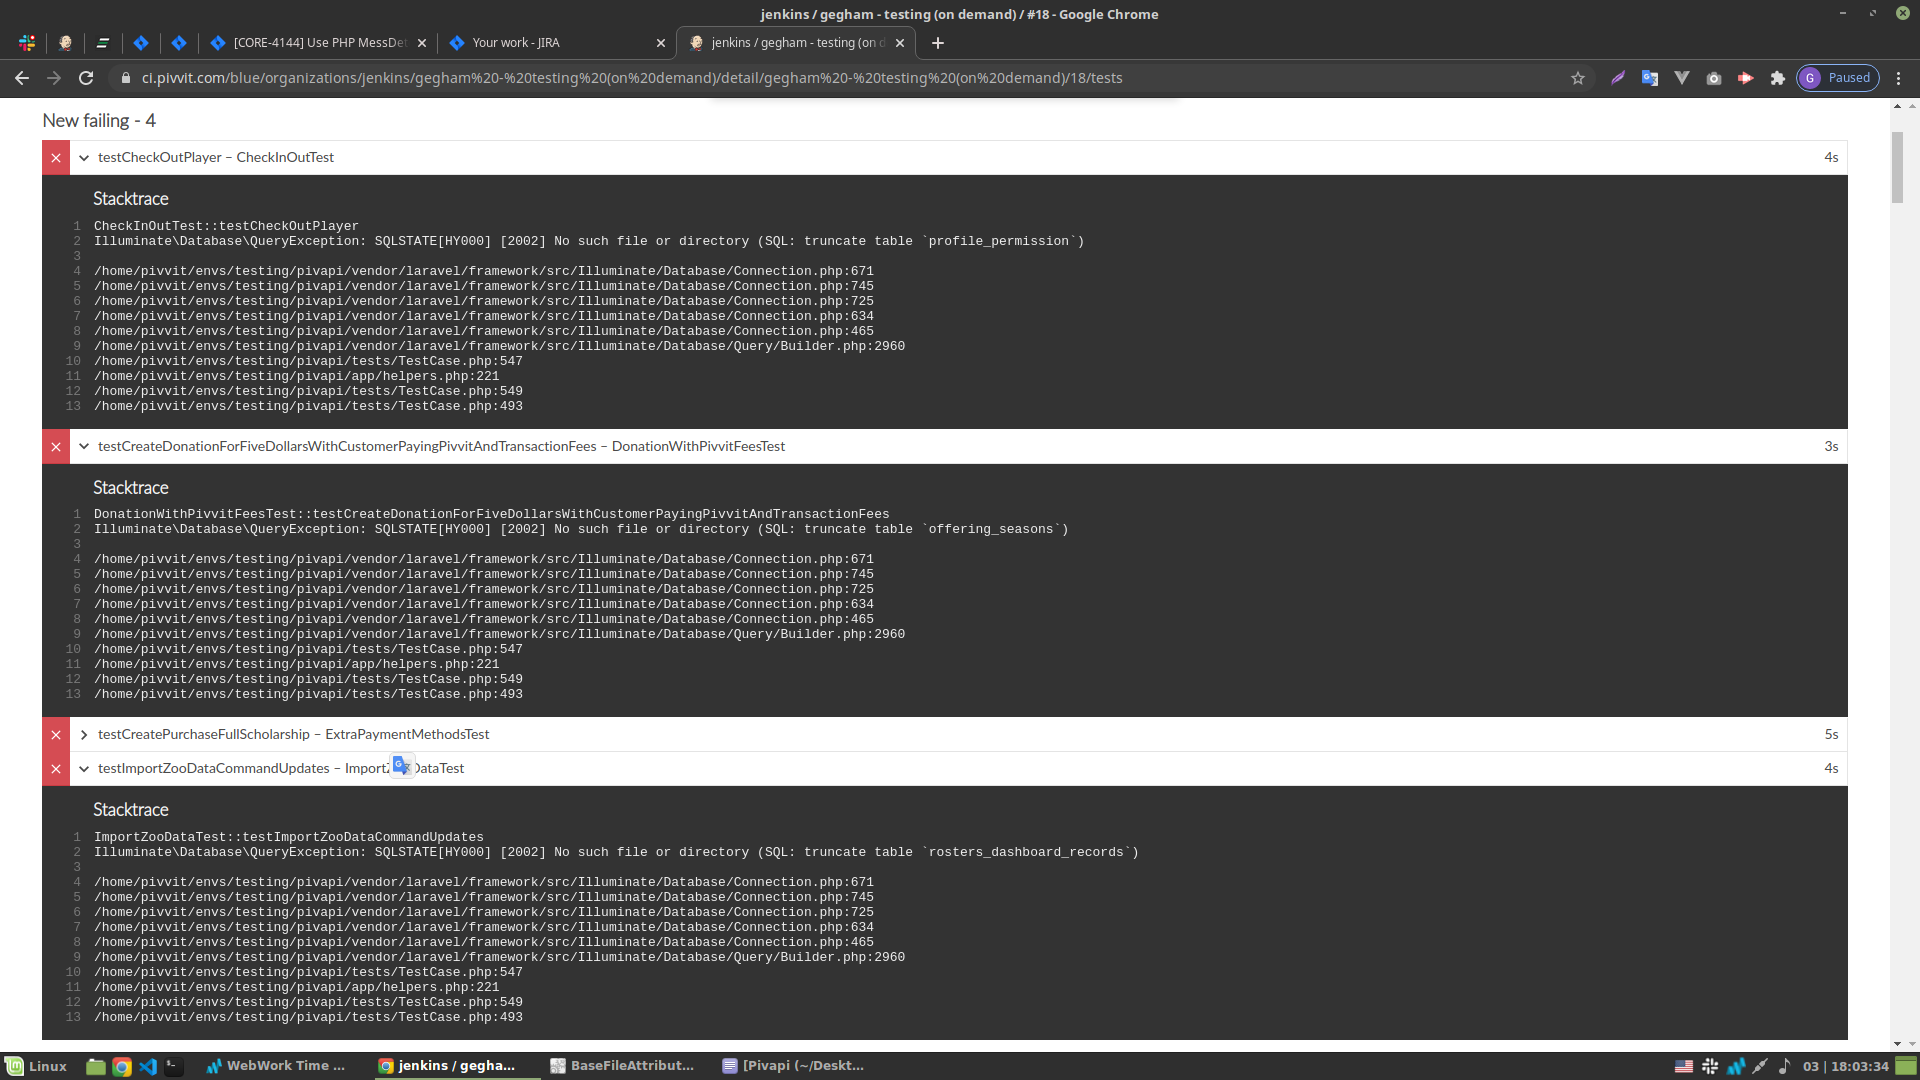 jenkins / gegham - testing (on demand) / #18 - Google Chrome
[CORE-4144] Use PHP MessDet
Your work - JIRA
jenkins / gegham - testing (on d
ci.pivvit.com/blue/organizations/jenkins/gegham%20-%20testing%20(on%20demand)/detail/gegham%20-%20testing%20(on%20demand)/18/tests
G Paused
New failing - 4
testCheckOutPlayer – CheckInOutTest 4s
Stacktrace
1 CheckInOutTest::testCheckOutPlayer
2 Illuminate\Database\QueryException: SQLSTATE[HY000] [2002] No such file or directory (SQL: truncate table `profile_permission`)
3
4 /home/pivvit/envs/testing/pivapi/vendor/laravel/framework/src/Illuminate/Database/Connection.php:671
5 /home/pivvit/envs/testing/pivapi/vendor/laravel/framework/src/Illuminate/Database/Connection.php:745
6 /home/pivvit/envs/testing/pivapi/vendor/laravel/framework/src/Illuminate/Database/Connection.php:725
7 /home/pivvit/envs/testing/pivapi/vendor/laravel/framework/src/Illuminate/Database/Connection.php:634
8 /home/pivvit/envs/testing/pivapi/vendor/laravel/framework/src/Illuminate/Database/Connection.php:465
9 /home/pivvit/envs/testing/pivapi/vendor/laravel/framework/src/Illuminate/Database/Query/Builder.php:2960
10 /home/pivvit/envs/testing/pivapi/tests/TestCase.php:547
11 /home/pivvit/envs/testing/pivapi/app/helpers.php:221
12 /home/pivvit/envs/testing/pivapi/tests/TestCase.php:549
13 /home/pivvit/envs/testing/pivapi/tests/TestCase.php:493
testCreateDonationForFiveDollarsWithCustomerPayingPivvitAndTransactionFees – DonationWithPivvitFeesTest 3s
Stacktrace
1 DonationWithPivvitFeesTest::testCreateDonationForFiveDollarsWithCustomerPayingPivvitAndTransactionFees
2 Illuminate\Database\QueryException: SQLSTATE[HY000] [2002] No such file or directory (SQL: truncate table `offering_seasons`)
3
4 /home/pivvit/envs/testing/pivapi/vendor/laravel/framework/src/Illuminate/Database/Connection.php:671
5 /home/pivvit/envs/testing/pivapi/vendor/laravel/framework/src/Illuminate/Database/Connection.php:745
6 /home/pivvit/envs/testing/pivapi/vendor/laravel/framework/src/Illuminate/Database/Connection.php:725
7 /home/pivvit/envs/testing/pivapi/vendor/laravel/framework/src/Illuminate/Database/Connection.php:634
8 /home/pivvit/envs/testing/pivapi/vendor/laravel/framework/src/Illuminate/Database/Connection.php:465
9 /home/pivvit/envs/testing/pivapi/vendor/laravel/framework/src/Illuminate/Database/Query/Builder.php:2960
10 /home/pivvit/envs/testing/pivapi/tests/TestCase.php:547
11 /home/pivvit/envs/testing/pivapi/app/helpers.php:221
12 /home/pivvit/envs/testing/pivapi/tests/TestCase.php:549
13 /home/pivvit/envs/testing/pivapi/tests/TestCase.php:493
testCreatePurchaseFullScholarship – ExtraPaymentMethodsTest 5s
testImportZooDataCommandUpdates – ImportZ DataTest 4s
Stacktrace
1 ImportZooDataTest::testImportZooDataCommandUpdates
2 Illuminate\Database\QueryException: SQLSTATE[HY000] [2002] No such file or directory (SQL: truncate table `rosters_dashboard_records`)
3
4 /home/pivvit/envs/testing/pivapi/vendor/laravel/framework/src/Illuminate/Database/Connection.php:671
5 /home/pivvit/envs/testing/pivapi/vendor/laravel/framework/src/Illuminate/Database/Connection.php:745
6 /home/pivvit/envs/testing/pivapi/vendor/laravel/framework/src/Illuminate/Database/Connection.php:725
7 /home/pivvit/envs/testing/pivapi/vendor/laravel/framework/src/Illuminate/Database/Connection.php:634
8 /home/pivvit/envs/testing/pivapi/vendor/laravel/framework/src/Illuminate/Database/Connection.php:465
9 /home/pivvit/envs/testing/pivapi/vendor/laravel/framework/src/Illuminate/Database/Query/Builder.php:2960
10 /home/pivvit/envs/testing/pivapi/tests/TestCase.php:547
11 /home/pivvit/envs/testing/pivapi/app/helpers.php:221
12 /home/pivvit/envs/testing/pivapi/tests/TestCase.php:549
13 /home/pivvit/envs/testing/pivapi/tests/TestCase.php:493
Linux
WebWork Time ...
jenkins / gegha...
BaseFileAttribut...
[Pivapi (~/Deskt...
03 | 18:03:34